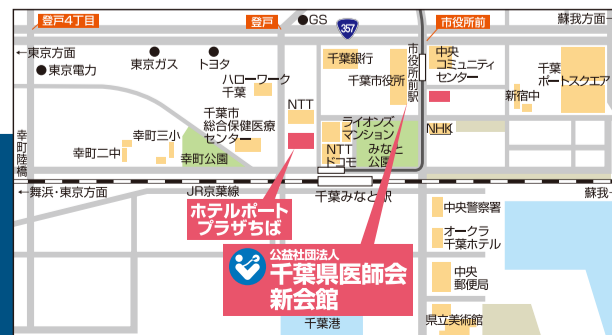 登戸4丁目
登戸
GS
357
市役所前
蘇我方面
←東京方面
東京電力
東京ガス
トヨタ
ハローワーク
千葉
千葉銀行
千葉市役所
市役所前駅
中央
コミュニティ
センター
千葉
ポートスクエア
新宿中
NTT
千葉市
総合保健医療
センター
ライオンズ
マンション
みなと
公園
NHK
NTT
ドコモ
幸町陸橋
幸町二中
幸町三小
幸町公園
←舞浜・東京方面
JR京葉線
千葉みなと駅
蘇我→
ホテルポート
プラザちば
公益社団法人
千葉県医師会
新会館
中央警察署
オークラ
千葉ホテル
中央
郵便局
県立美術館
千葉港